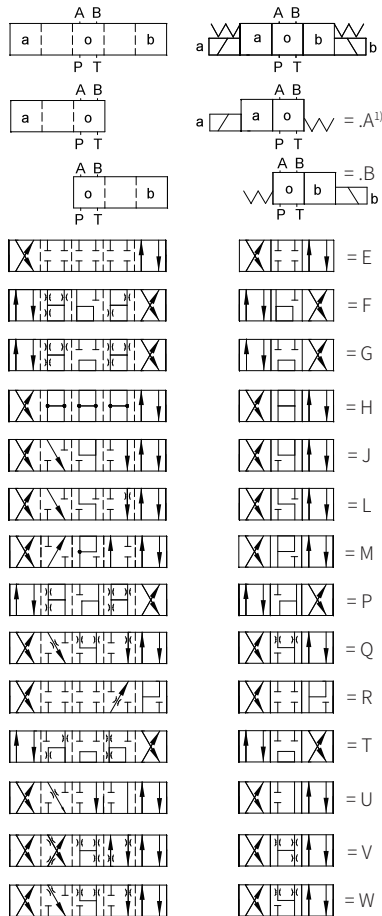 A B A B
a o b a a o b b
P T P T
A B A B
a o a a o = .A¹⁾
P T P T
A B A B = .B
o b o b b
P T P T
= E
= F
= G
= H
= J
= L
= M
= P
= Q
= R
= T
= U
= V
= W